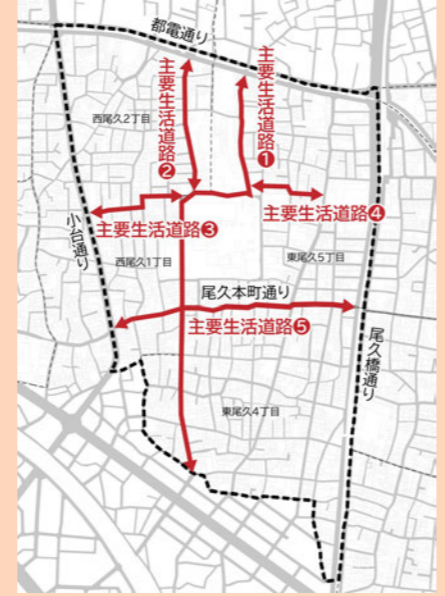 都電通り
主要生活道路❶
主要生活道路❷
西尾久2丁目
主要生活道路❹
主要生活道路❸
小台通り
西尾久1丁目
東尾久5丁目
尾久本町通り
主要生活道路❺
尾久橋通り
東尾久4丁目